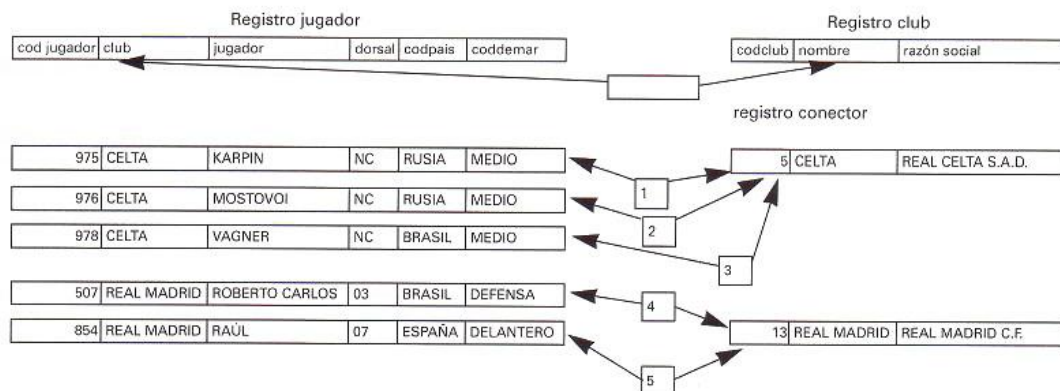 Registro jugador
Registro club
cod jugador club jugador dorsal codpais coddemar
codclub nombre razón social
registro conector
975 CELTA KARPIN NC RUSIA MEDIO
5 CELTA REAL CELTA S.A.D.
1
976 CELTA MOSTOVOI NC RUSIA MEDIO
2
978 CELTA VAGNER NC BRASIL MEDIO
3
507 REAL MADRID ROBERTO CARLOS 03 BRASIL DEFENSA
4
854 REAL MADRID RAÚL 07 ESPAÑA DELANTERO
13 REAL MADRID REAL MADRID C.F.
5